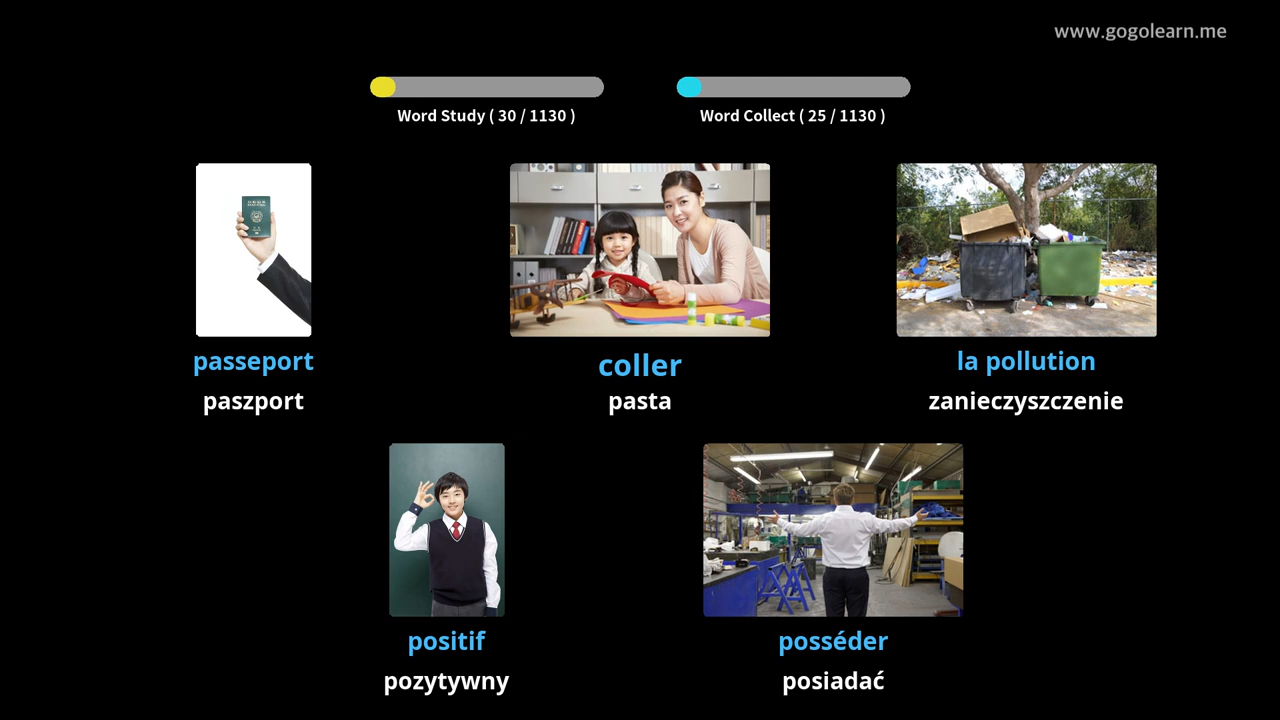 www.gogolearn.me
Word Study ( 30 / 1130 )
Word Collect ( 25 / 1130 )
passeport
paszport
coller
pasta
la pollution
zanieczyszczenie
positif
pozytywny
posséder
posiadać